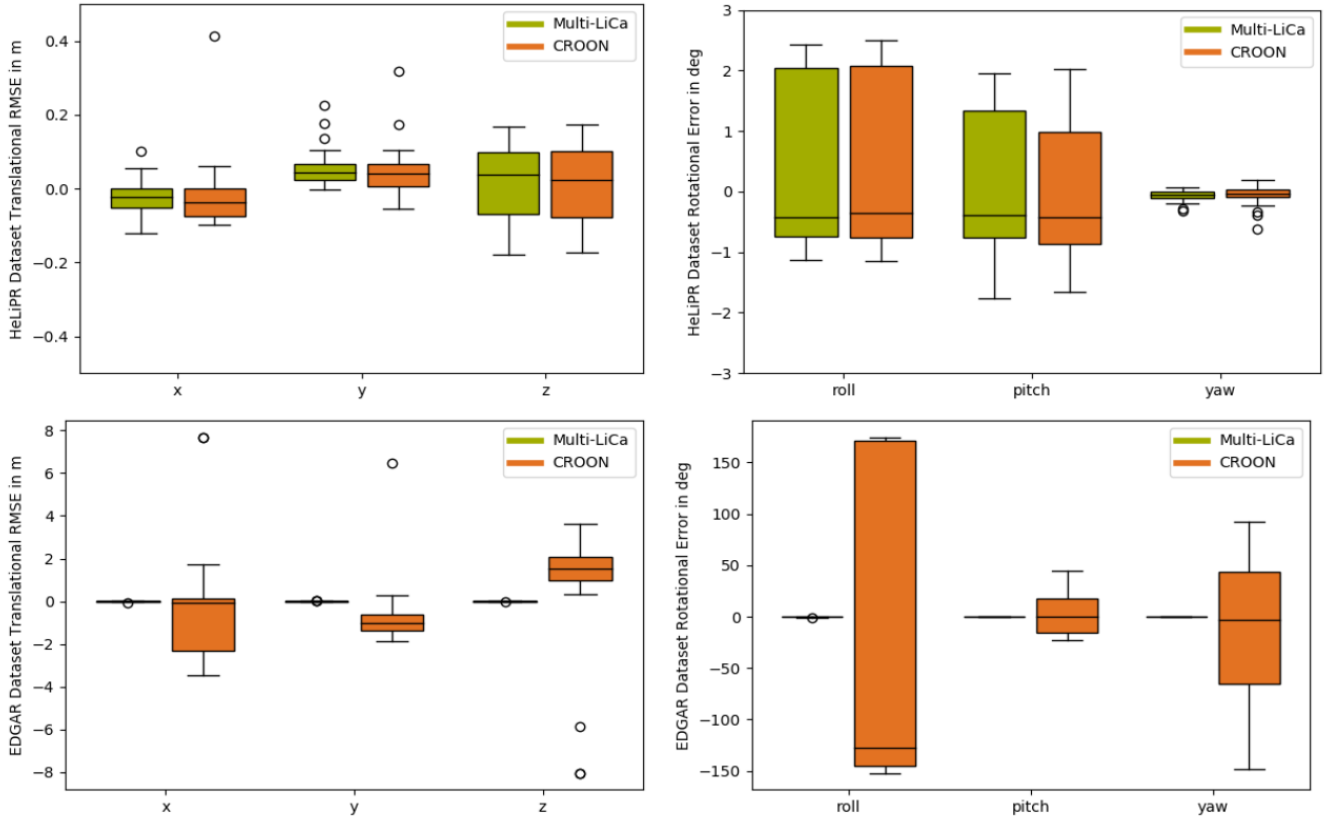 HeLiPR Dataset Translational RMSE in m
0.4
0.2
0.0
−0.2
−0.4
Multi-LiCa
CROON
x y z
HeLiPR Dataset Rotational Error in deg
3
2
1
0
−1
−2
−3
Multi-LiCa
CROON
roll pitch yaw
EDGAR Dataset Translational RMSE in m
8
6
4
2
0
−2
−4
−6
−8
Multi-LiCa
CROON
x y z
EDGAR Dataset Rotational Error in deg
150
100
50
0
−50
−100
−150
Multi-LiCa
CROON
roll pitch yaw